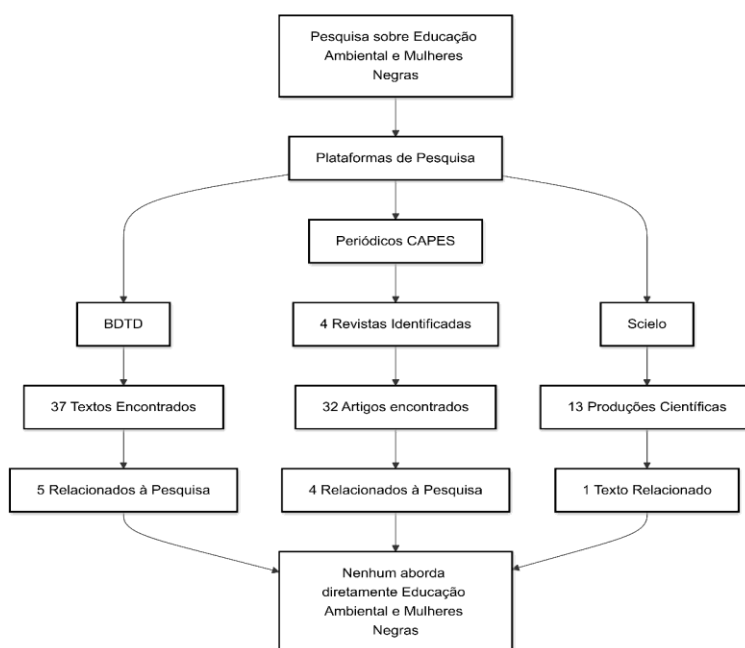 Pesquisa sobre Educação
Ambiental e Mulheres
Negras
Plataformas de Pesquisa
Periódicos CAPES
BDTD
4 Revistas Identificadas
Scielo
37 Textos Encontrados
32 Artigos encontrados
13 Produções Científicas
5 Relacionados à Pesquisa
4 Relacionados à Pesquisa
1 Texto Relacionado
Nenhum aborda
diretamente Educação
Ambiental e Mulheres
Negras